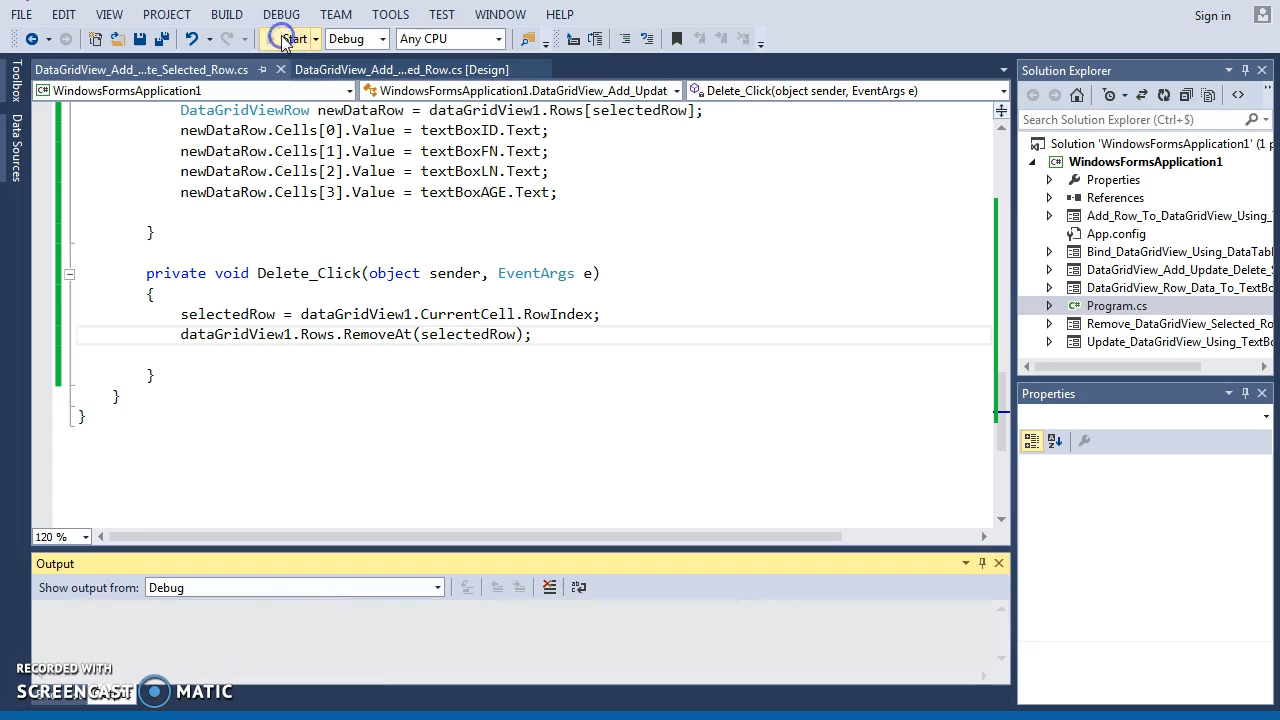 FILE EDIT VIEW PROJECT BUILD DEBUG TEAM TOOLS TEST WINDOW HELP Sign in
Start Debug Any CPU
Toolbox
Data Sources
DataGridView_Add_...te_Selected_Row.cs DataGridView_Add_...ed_Row.cs [Design]
WindowsFormsApplication1 WindowsFormsApplication1.DataGridView_Add_Updat Delete_Click(object sender, EventArgs e)
DataGridViewRow newDataRow = dataGridView1.Rows[selectedRow];
newDataRow.Cells[0].Value = textBoxID.Text;
newDataRow.Cells[1].Value = textBoxFN.Text;
newDataRow.Cells[2].Value = textBoxLN.Text;
newDataRow.Cells[3].Value = textBoxAGE.Text;
}
private void Delete_Click(object sender, EventArgs e)
{
selectedRow = dataGridView1.CurrentCell.RowIndex;
dataGridView1.Rows.RemoveAt(selectedRow);
}
}
}
120 %
Output
Show output from: Debug
Solution Explorer
Search Solution Explorer (Ctrl+$)
Solution 'WindowsFormsApplication1' (1 p
WindowsFormsApplication1
Properties
References
Add_Row_To_DataGridView_Using_T
App.config
Bind_DataGridView_Using_DataTab
DataGridView_Add_Update_Delete_S
DataGridView_Row_Data_To_TextBo
Program.cs
Remove_DataGridView_Selected_Ro
Update_DataGridView_Using_TextBo
Properties
RECORDED WITH
SCREENCAST MATIC